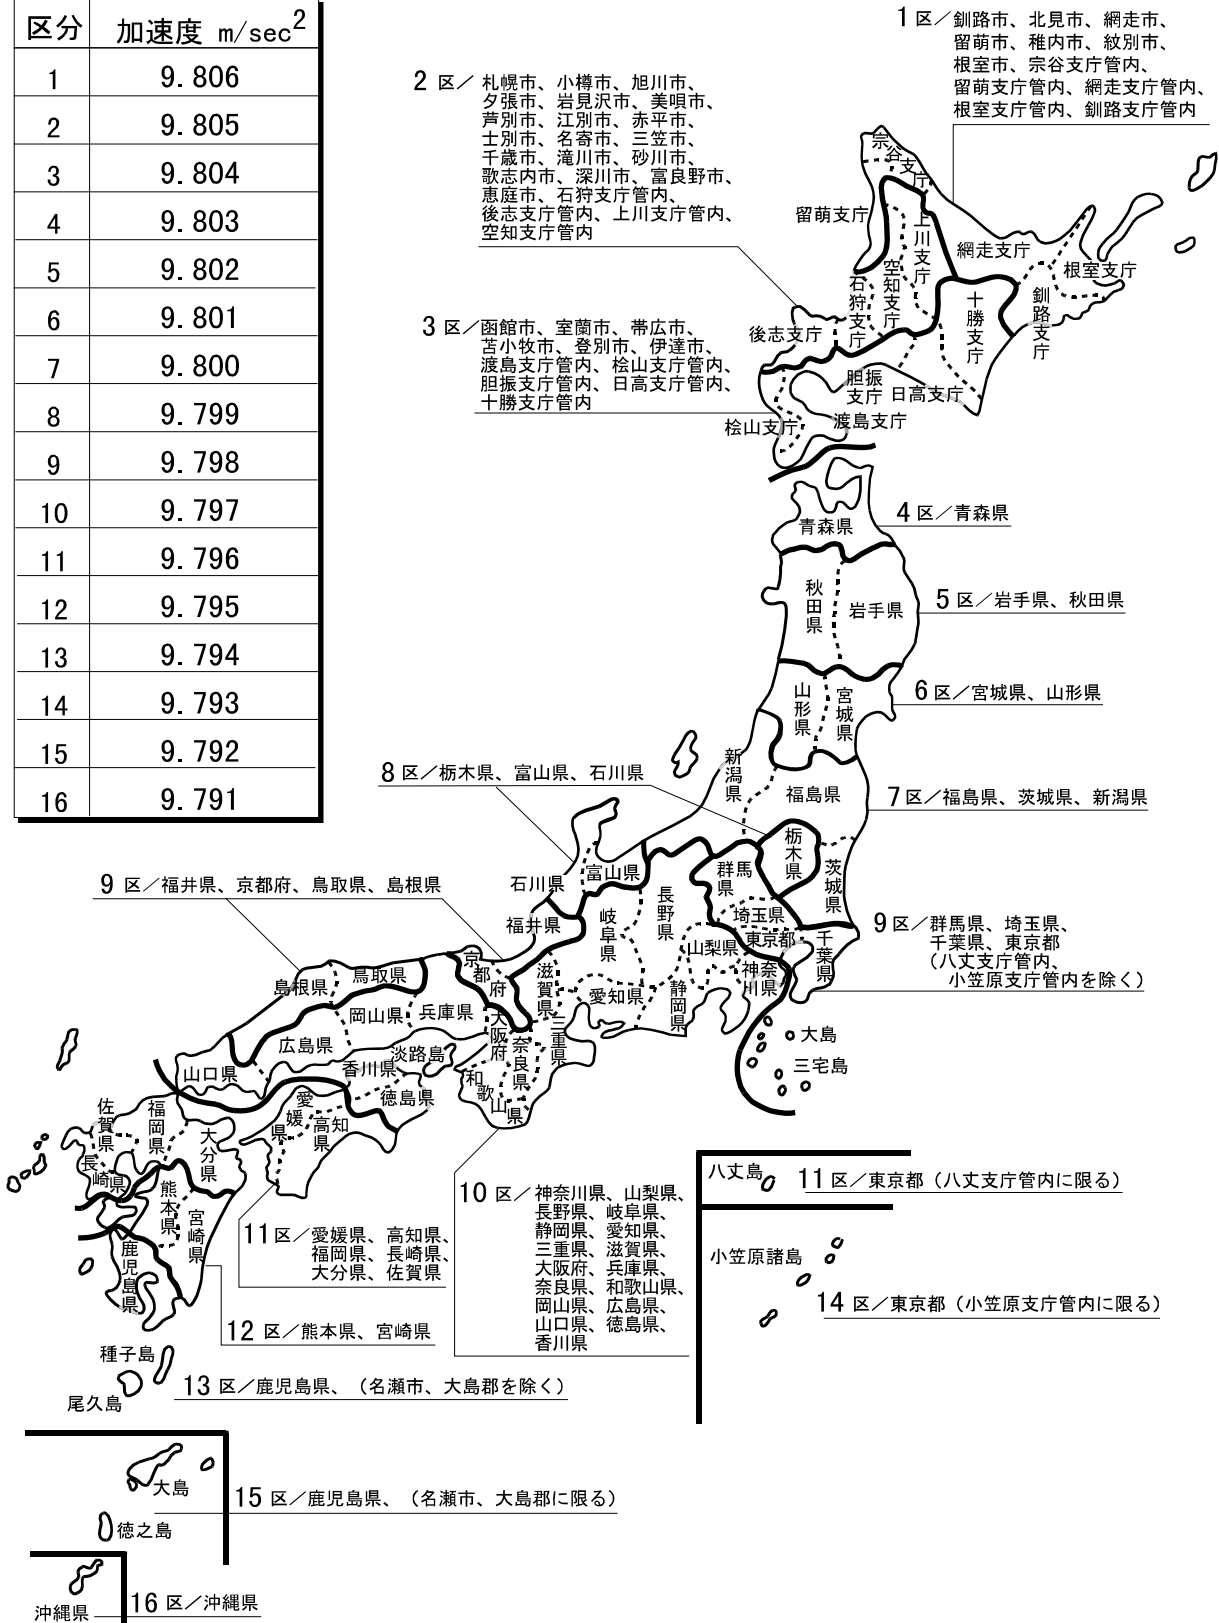 区分 加速度 m/sec²
1 9.806
2 9.805
3 9.804
4 9.803
5 9.802
6 9.801
7 9.800
8 9.799
9 9.798
10 9.797
11 9.796
12 9.795
13 9.794
14 9.793
15 9.792
16 9.791
1 区／釧路市、北見市、網走市、
留萌市、稚内市、紋別市、
根室市、宗谷支庁管内、
留萌支庁管内、網走支庁管内、
根室支庁管内、釧路支庁管内
2 区／札幌市、小樽市、旭川市、
夕張市、岩見沢市、美唄市、
芦別市、江別市、赤平市、
士別市、名寄市、三笠市、
千歳市、滝川市、砂川市、
歌志内市、深川市、富良野市、
恵庭市、石狩支庁管内、
後志支庁管内、上川支庁管内、
空知支庁管内
3 区／函館市、室蘭市、帯広市、
苫小牧市、登別市、伊達市、
渡島支庁管内、桧山支庁管内、
胆振支庁管内、日高支庁管内、
十勝支庁管内
宗谷支庁
留萌支庁
上川支庁
網走支庁
根室支庁
空知支庁
石狩支庁
十勝支庁
釧路支庁
後志支庁
胆振
支庁
日高支庁
桧山支庁
渡島支庁
青森県
4 区／青森県
秋田県
岩手県
5 区／岩手県、秋田県
山形県
宮城県
6 区／宮城県、山形県
新潟県
福島県
7 区／福島県、茨城県、新潟県
8 区／栃木県、富山県、石川県
栃木県
茨城県
群馬
県
富山県
石川県
長野県
岐阜県
埼玉県
東京都
千葉県
山梨県
神奈
川県
9 区／福井県、京都府、鳥取県、島根県
福井県
9 区／群馬県、埼玉県、
千葉県、東京都
（八丈支庁管内、
小笠原支庁管内を除く）
京都府
滋賀県
愛知県
静岡県
鳥取県
島根県
岡山県
兵庫県
大阪府
奈良県
三重県
広島県
淡路島
山口県
香川県
和歌山県
徳島県
愛媛県
高知
県
大島
三宅島
佐賀県
福岡県
大分県
長崎県
熊本県
宮崎県
鹿児島県
八丈島
11 区／東京都（八丈支庁管内に限る）
小笠原諸島
14 区／東京都（小笠原支庁管内に限る）
10 区／神奈川県、山梨県、
長野県、岐阜県、
静岡県、愛知県、
三重県、滋賀県、
大阪府、兵庫県、
奈良県、和歌山県、
岡山県、広島県、
山口県、徳島県、
香川県
11 区／愛媛県、高知県、
福岡県、長崎県、
大分県、佐賀県
12 区／熊本県、宮崎県
種子島
尾久島
13 区／鹿児島県、（名瀬市、大島郡を除く）
大島
徳之島
15 区／鹿児島県、（名瀬市、大島郡に限る）
沖縄県
16 区／沖縄県